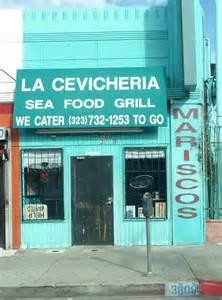 LA CEVICHERIA
SEA FOOD GRILL
WE CATER (323)732-1253 TO GO
MARISCOS